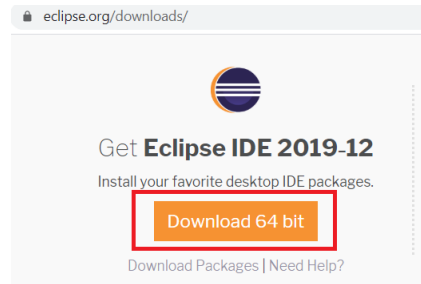 eclipse.org/downloads/
Get Eclipse IDE 2019-12
Install your favorite desktop IDE packages.
Download 64 bit
Download Packages | Need Help?